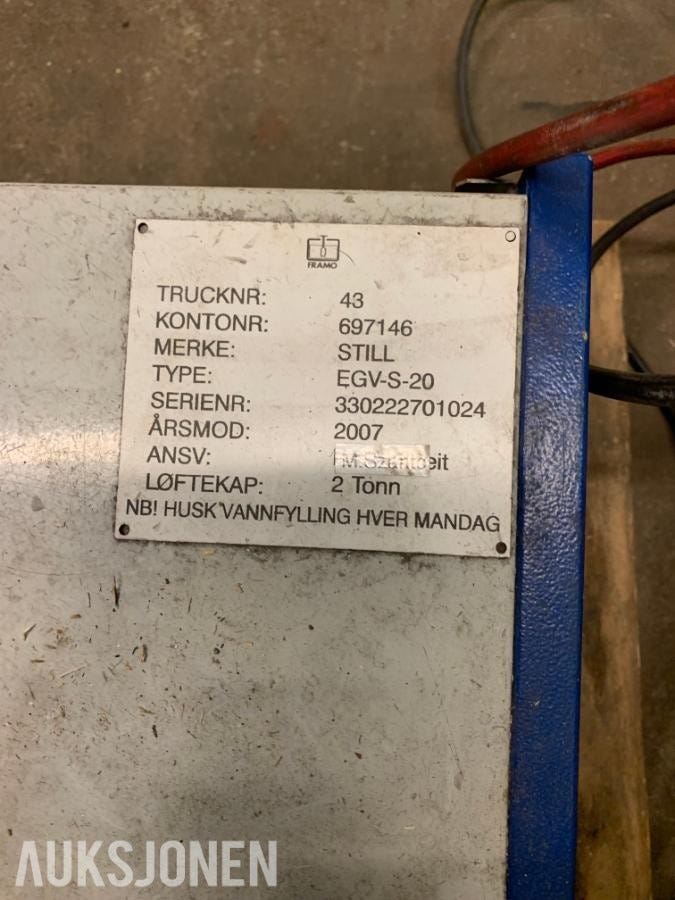 FRAMO
TRUCKNR: 43
KONTONR: 697146
MERKE: STILL
TYPE: EGV-S-20
SERIENR: 330222701024
ÅRSMOD: 2007
ANSV:
LØFTEKAP: 2 Tonn
NB! HUSK VANNFYLLING HVER MANDAG
AUKSJONEN